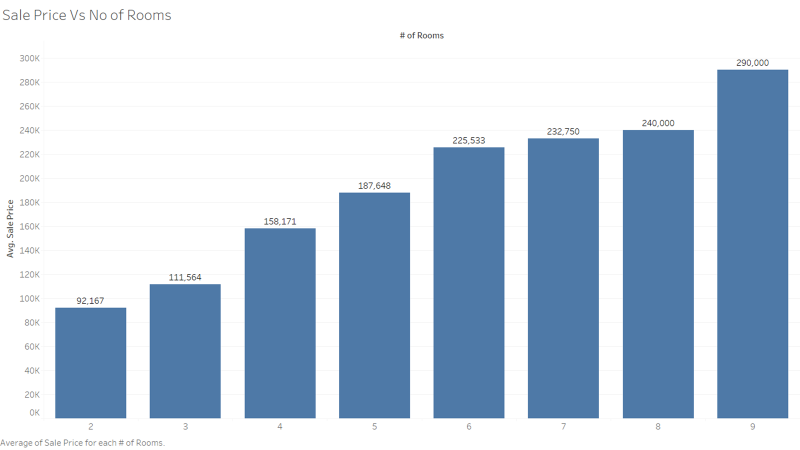 Sale Price Vs No of Rooms
# of Rooms
300K
280K
260K
240K
220K
200K
180K
160K
140K
120K
100K
80K
60K
40K
20K
0K
Avg. Sale Price
92,167
111,564
158,171
187,648
225,533
232,750
240,000
290,000
2 3 4 5 6 7 8 9
Average of Sale Price for each # of Rooms.